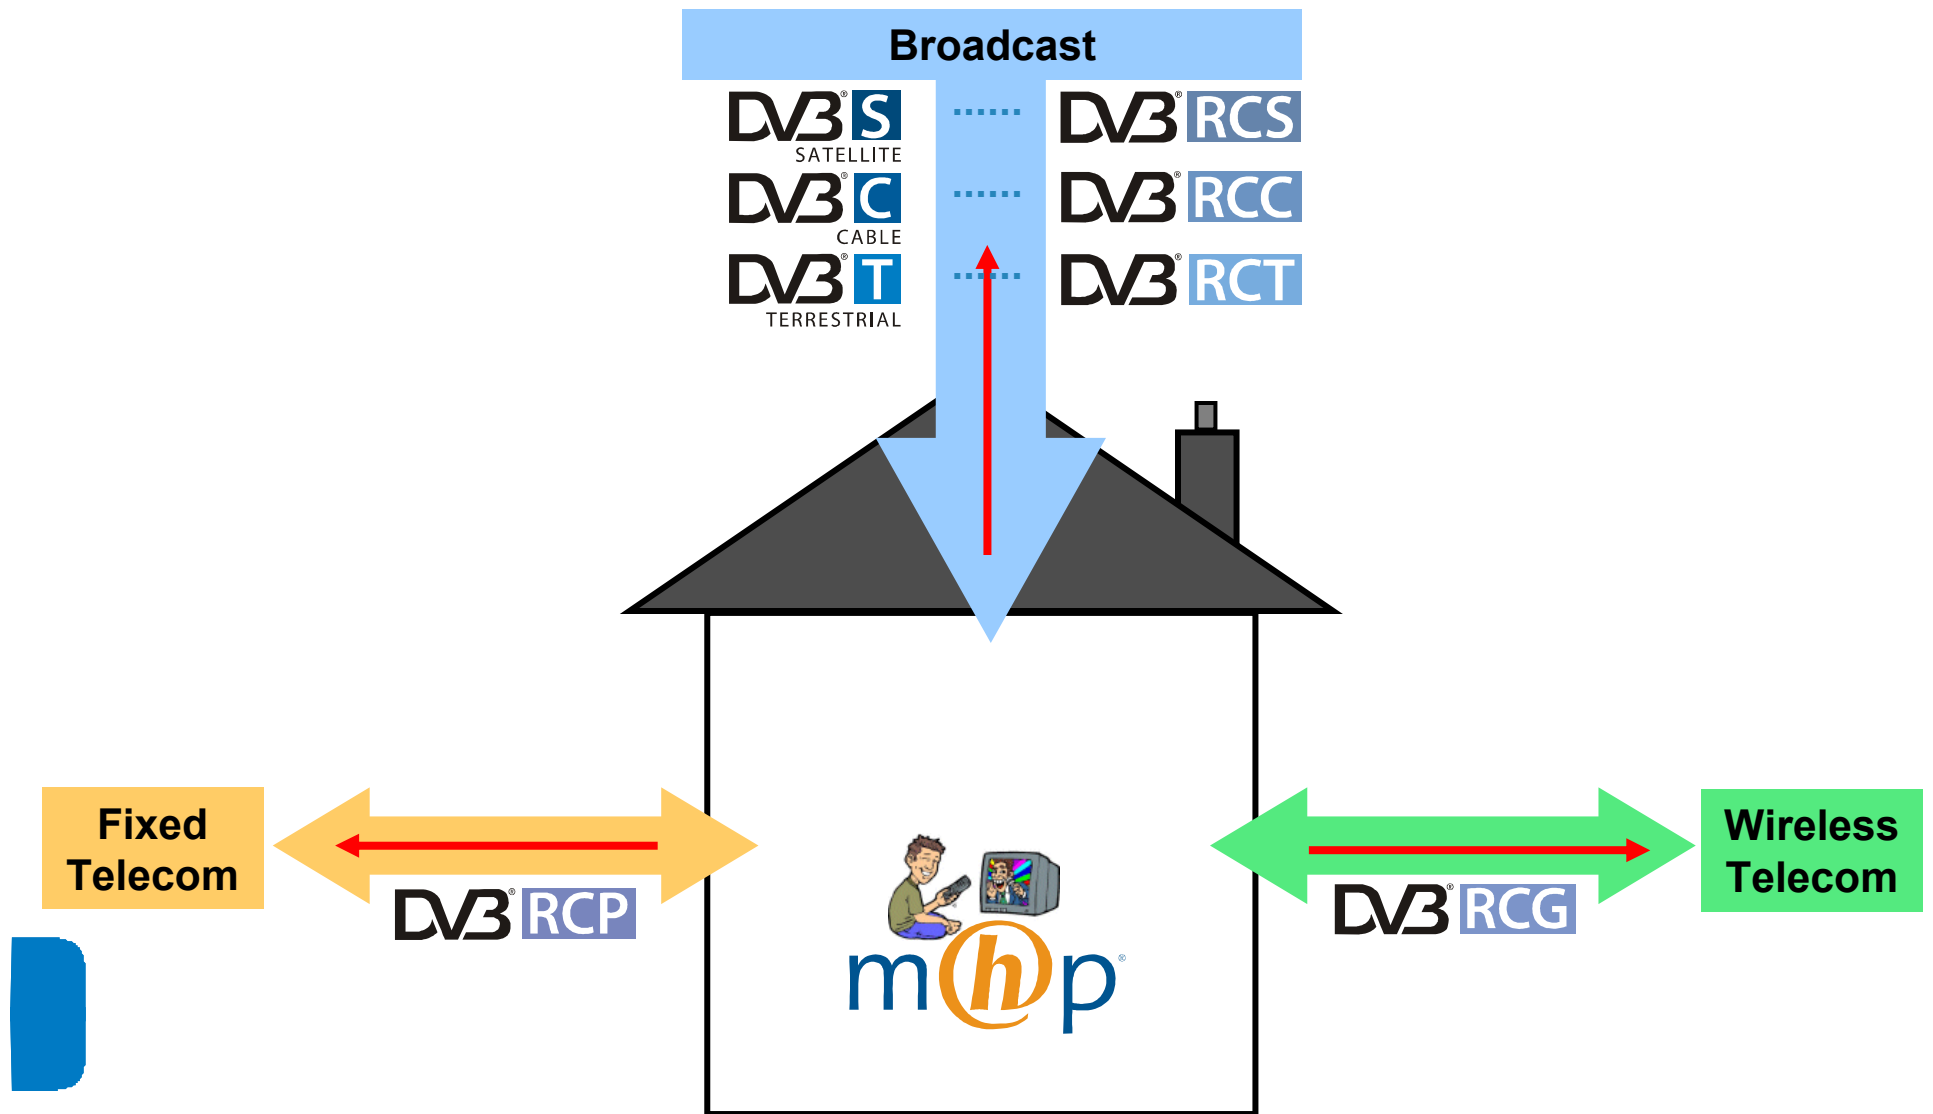 Broadcast
DVB® S DVB® RCS
SATELLITE
DVB® C DVB® RCC
CABLE
DVB® T DVB® RCT
TERRESTRIAL
Fixed
Telecom
DVB® RCP
Wireless
Telecom
DVB® RCG
mhp®